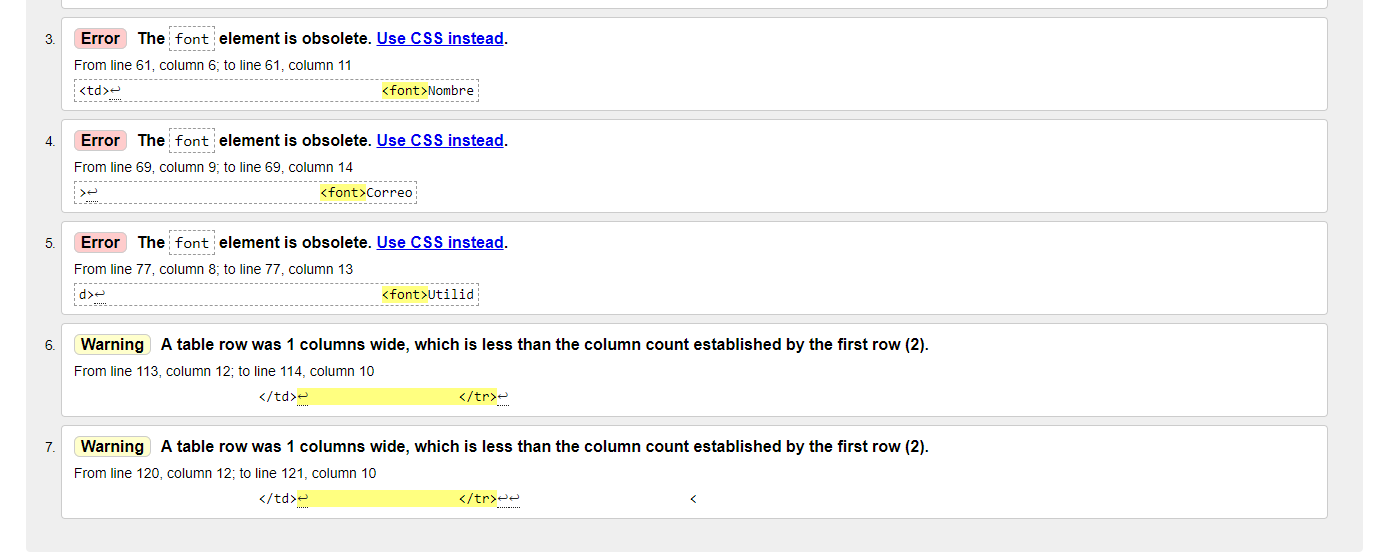 3. Error The font element is obsolete. Use CSS instead.
From line 61, column 6; to line 61, column 11
<td>↩ <font>Nombre
4. Error The font element is obsolete. Use CSS instead.
From line 69, column 9; to line 69, column 14
>↩ <font>Correo
5. Error The font element is obsolete. Use CSS instead.
From line 77, column 8; to line 77, column 13
d>↩ <font>Utilid
6. Warning A table row was 1 columns wide, which is less than the column count established by the first row (2).
From line 113, column 12; to line 114, column 10
</td>↩ </tr>↩
7. Warning A table row was 1 columns wide, which is less than the column count established by the first row (2).
From line 120, column 12; to line 121, column 10
</td>↩ </tr>↩↩ <